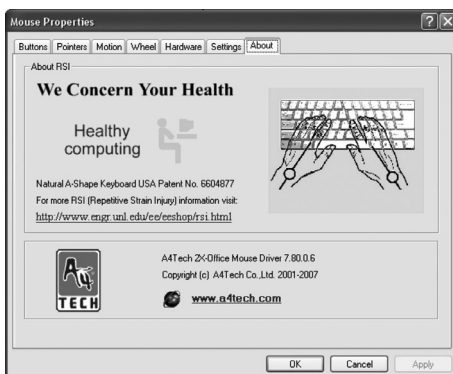 Mouse Properties
Buttons Pointers Motion Wheel Hardware Settings About
About RSI
We Concern Your Health
Healthy
computing
Natural A-Shape Keyboard USA Patent No. 6604877
For more RSI (Repetitive Strain Injury) information visit:
http://www.engr.unl.edu/ee/eeshop/rsi.html
A4 TECH
A4Tech 2X-Office Mouse Driver 7.80.0.6
Copyright (c) A4Tech Co.,Ltd. 2001-2007
www.a4tech.com
OK Cancel Apply